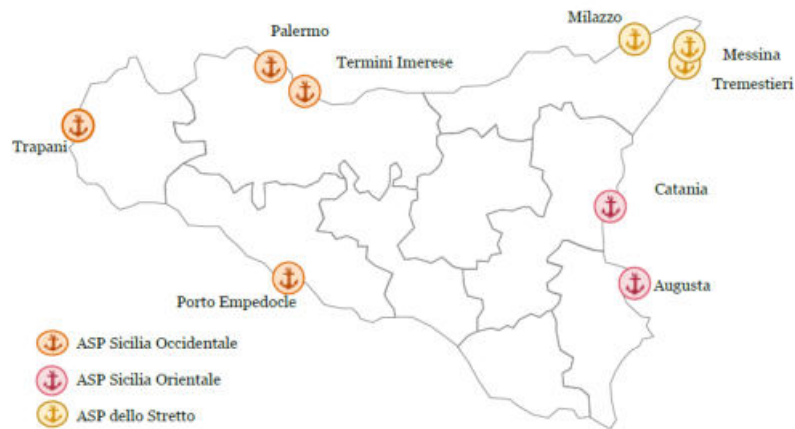 Milazzo
Palermo
Messina
Termini Imerese
Tremestieri
Trapani
Catania
Augusta
Porto Empedocle
ASP Sicilia Occidentale
ASP Sicilia Orientale
ASP dello Stretto